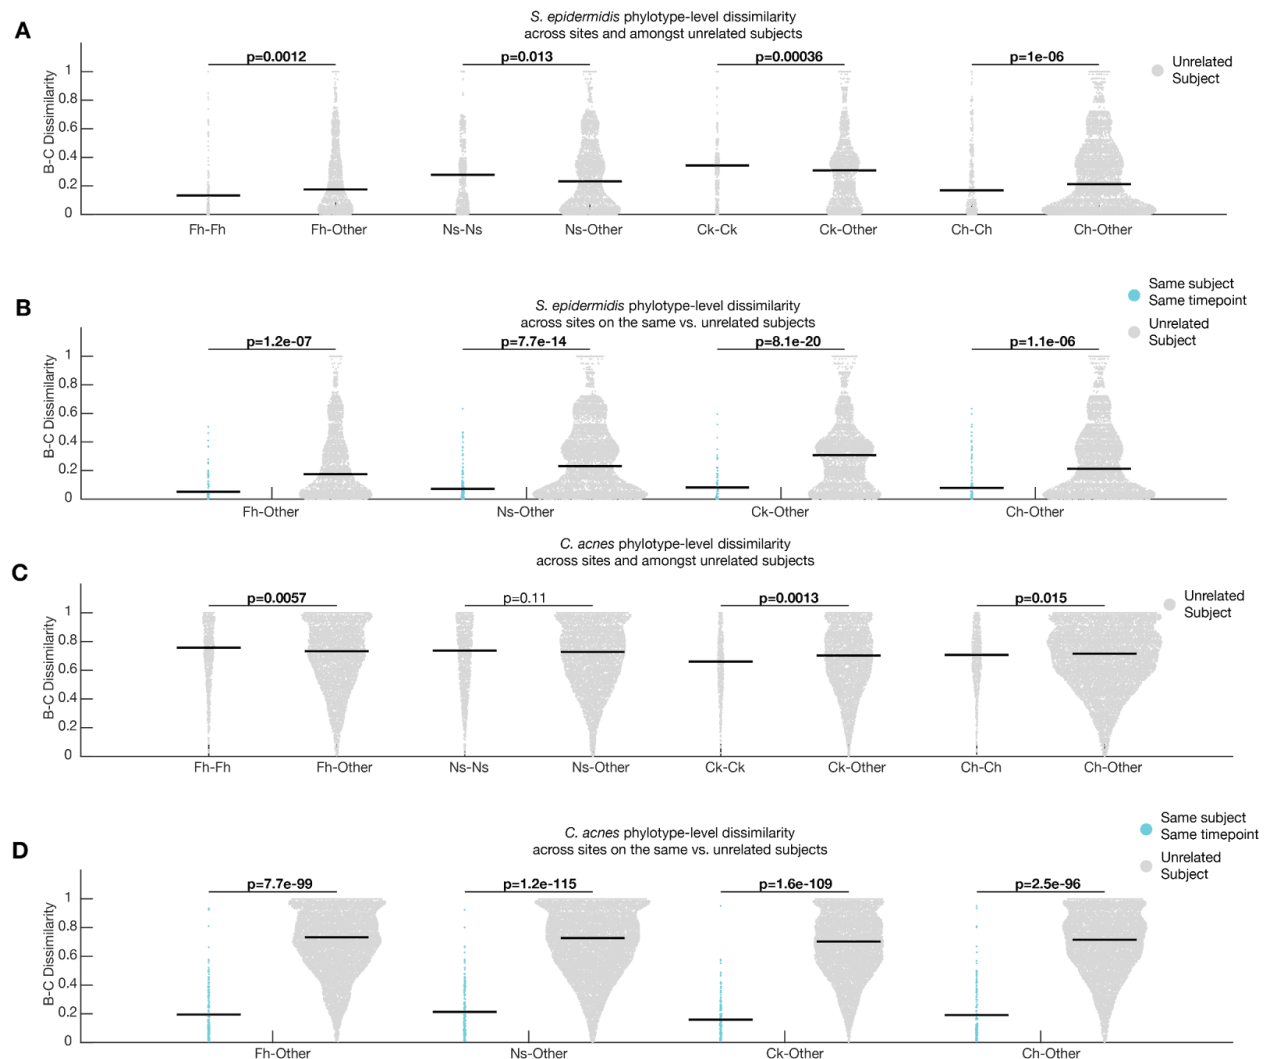 A
S. epidermidis phylotype-level dissimilarity
across sites and amongst unrelated subjects
p=0.0012
p=0.013
p=0.00036
p=1e-06
Unrelated
Subject
B-C Dissimilarity
1
0.8
0.6
0.4
0.2
0
Fh-Fh
Fh-Other
Ns-Ns
Ns-Other
Ck-Ck
Ck-Other
Ch-Ch
Ch-Other
B
S. epidermidis phylotype-level dissimilarity
across sites on the same vs. unrelated subjects
Same subject
Same timepoint
Unrelated
Subject
p=1.2e-07
p=7.7e-14
p=8.1e-20
p=1.1e-06
B-C Dissimilarity
1
0.8
0.6
0.4
0.2
0
Fh-Other
Ns-Other
Ck-Other
Ch-Other
C
C. acnes phylotype-level dissimilarity
across sites and amongst unrelated subjects
p=0.0057
p=0.11
p=0.0013
p=0.015
Unrelated
Subject
B-C Dissimilarity
1
0.8
0.6
0.4
0.2
0
Fh-Fh
Fh-Other
Ns-Ns
Ns-Other
Ck-Ck
Ck-Other
Ch-Ch
Ch-Other
D
C. acnes phylotype-level dissimilarity
across sites on the same vs. unrelated subjects
Same subject
Same timepoint
Unrelated
Subject
p=7.7e-99
p=1.2e-115
p=1.6e-109
p=2.5e-96
B-C Dissimilarity
1
0.8
0.6
0.4
0.2
0
Fh-Other
Ns-Other
Ck-Other
Ch-Other